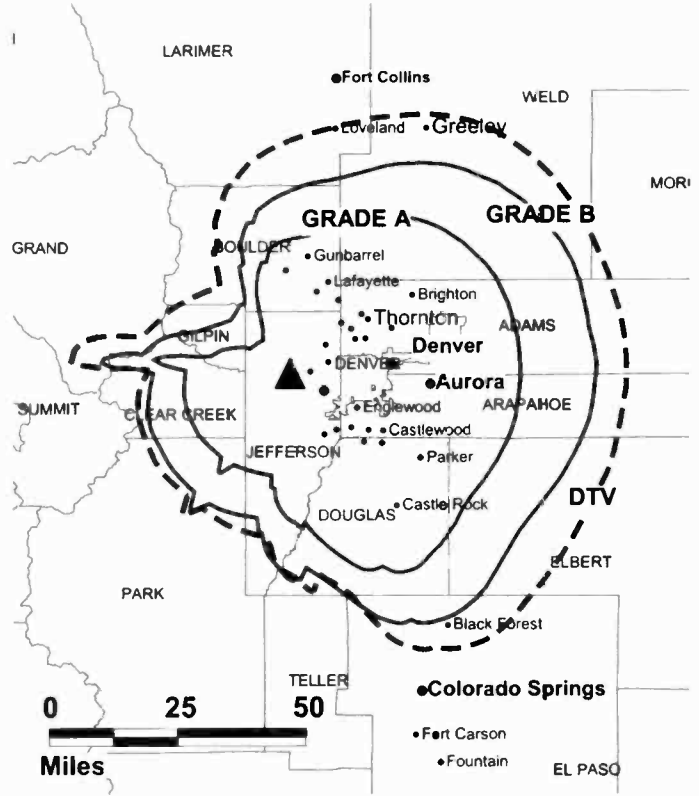 LARIMER
Fort Collins
WELD
Loveland
Greeley
MOR
GRADE A
GRADE B
GRAND
BOULDER
Gunbarrel
Lafayette
Brighton
Thornton
ADAMS
GILPIN
Denver
DENVER
Aurora
SUMMIT
CLEAR CREEK
Englewood
ARAPAHOE
Castlewood
JEFFERSON
Parker
DTV
DOUGLAS
Castle Rock
ELBERT
PARK
Black Forest
TELLER
Colorado Springs
0 25 50
Fort Carson
Miles
Fountain
EL PASO